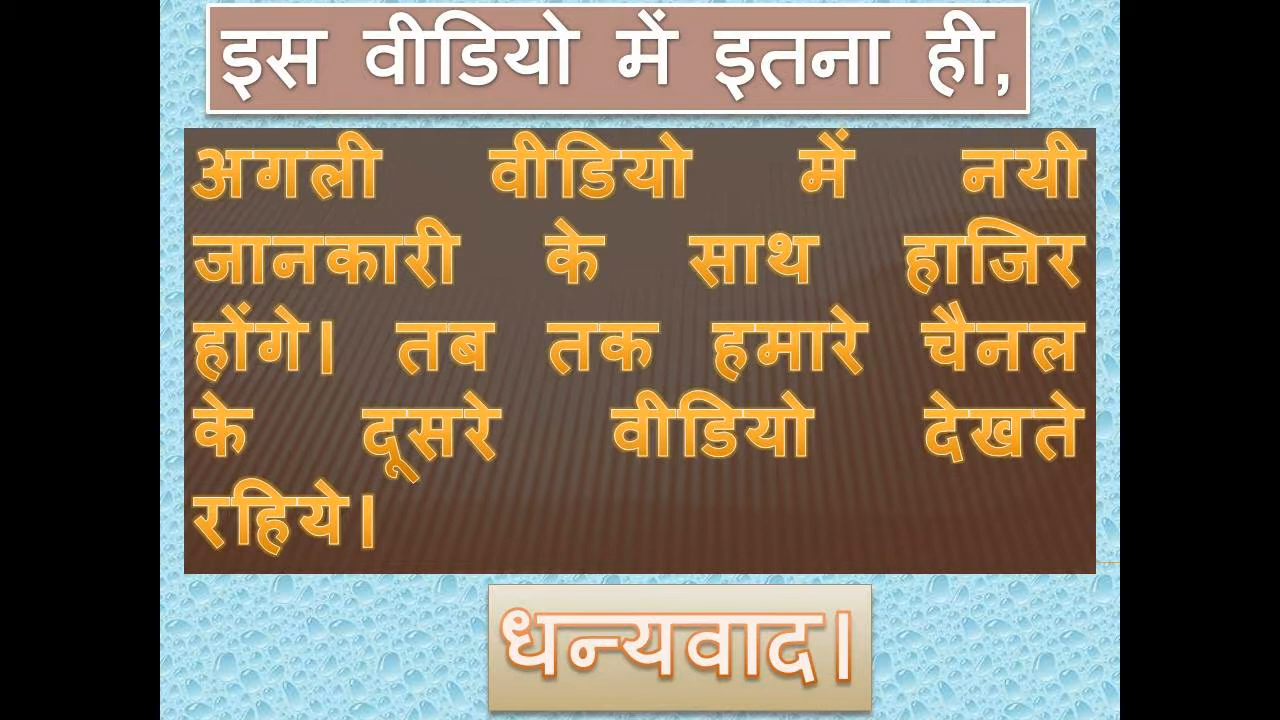 इस वीडियो में इतना ही,
अगली वीडियो में नयी
जानकारी के साथ हाजिर
होंगे। तब तक हमारे चैनल
के दूसरे वीडियो देखते
रहिये।
धन्यवाद।